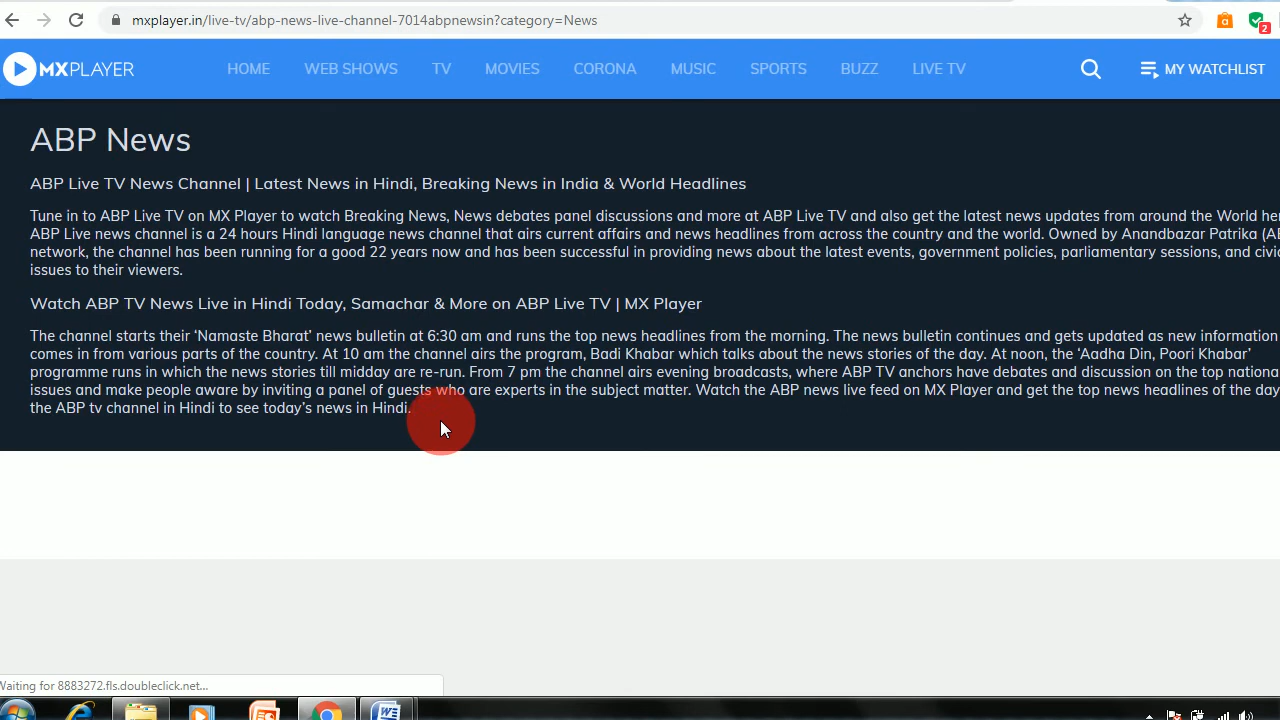 mxplayer.in/live-tv/abp-news-live-channel-7014abpnewsin?category=News
2
MXPLAYER HOME WEB SHOWS TV MOVIES CORONA MUSIC SPORTS BUZZ LIVE TV MY WATCHLIST
ABP News
ABP Live TV News Channel | Latest News in Hindi, Breaking News in India & World Headlines
Tune in to ABP Live TV on MX Player to watch Breaking News, News debates panel discussions and more at ABP Live TV and also get the latest news updates from around the World
ABP Live news channel is a 24 hours Hindi language news channel that airs current affairs and news headlines from across the country and the world. Owned by Anandbazar Patrika
network, the channel has been running for a good 22 years now and has been successful in providing news about the latest events, government policies, parliamentary sessions, and
issues to their viewers.
Watch ABP TV News Live in Hindi Today, Samachar & More on ABP Live TV | MX Player
The channel starts their ‘Namaste Bharat’ news bulletin at 6:30 am and runs the top news headlines from the morning. The news bulletin continues and gets updated as new information
comes in from various parts of the country. At 10 am the channel airs the program, Badi Khabar which talks about the news stories of the day. At noon, the ‘Aadha Din, Poori Khabar’
programme runs in which the news stories till midday are re-run. From 7 pm the channel airs evening broadcasts, where ABP TV anchors have debates and discussion on the top
issues and make people aware by inviting a panel of guests who are experts in the subject matter. Watch the ABP news live feed on MX Player and get the top news headlines of the day
the ABP tv channel in Hindi to see today’s news in Hindi.
Waiting for 8883272.fls.doubleclick.net...